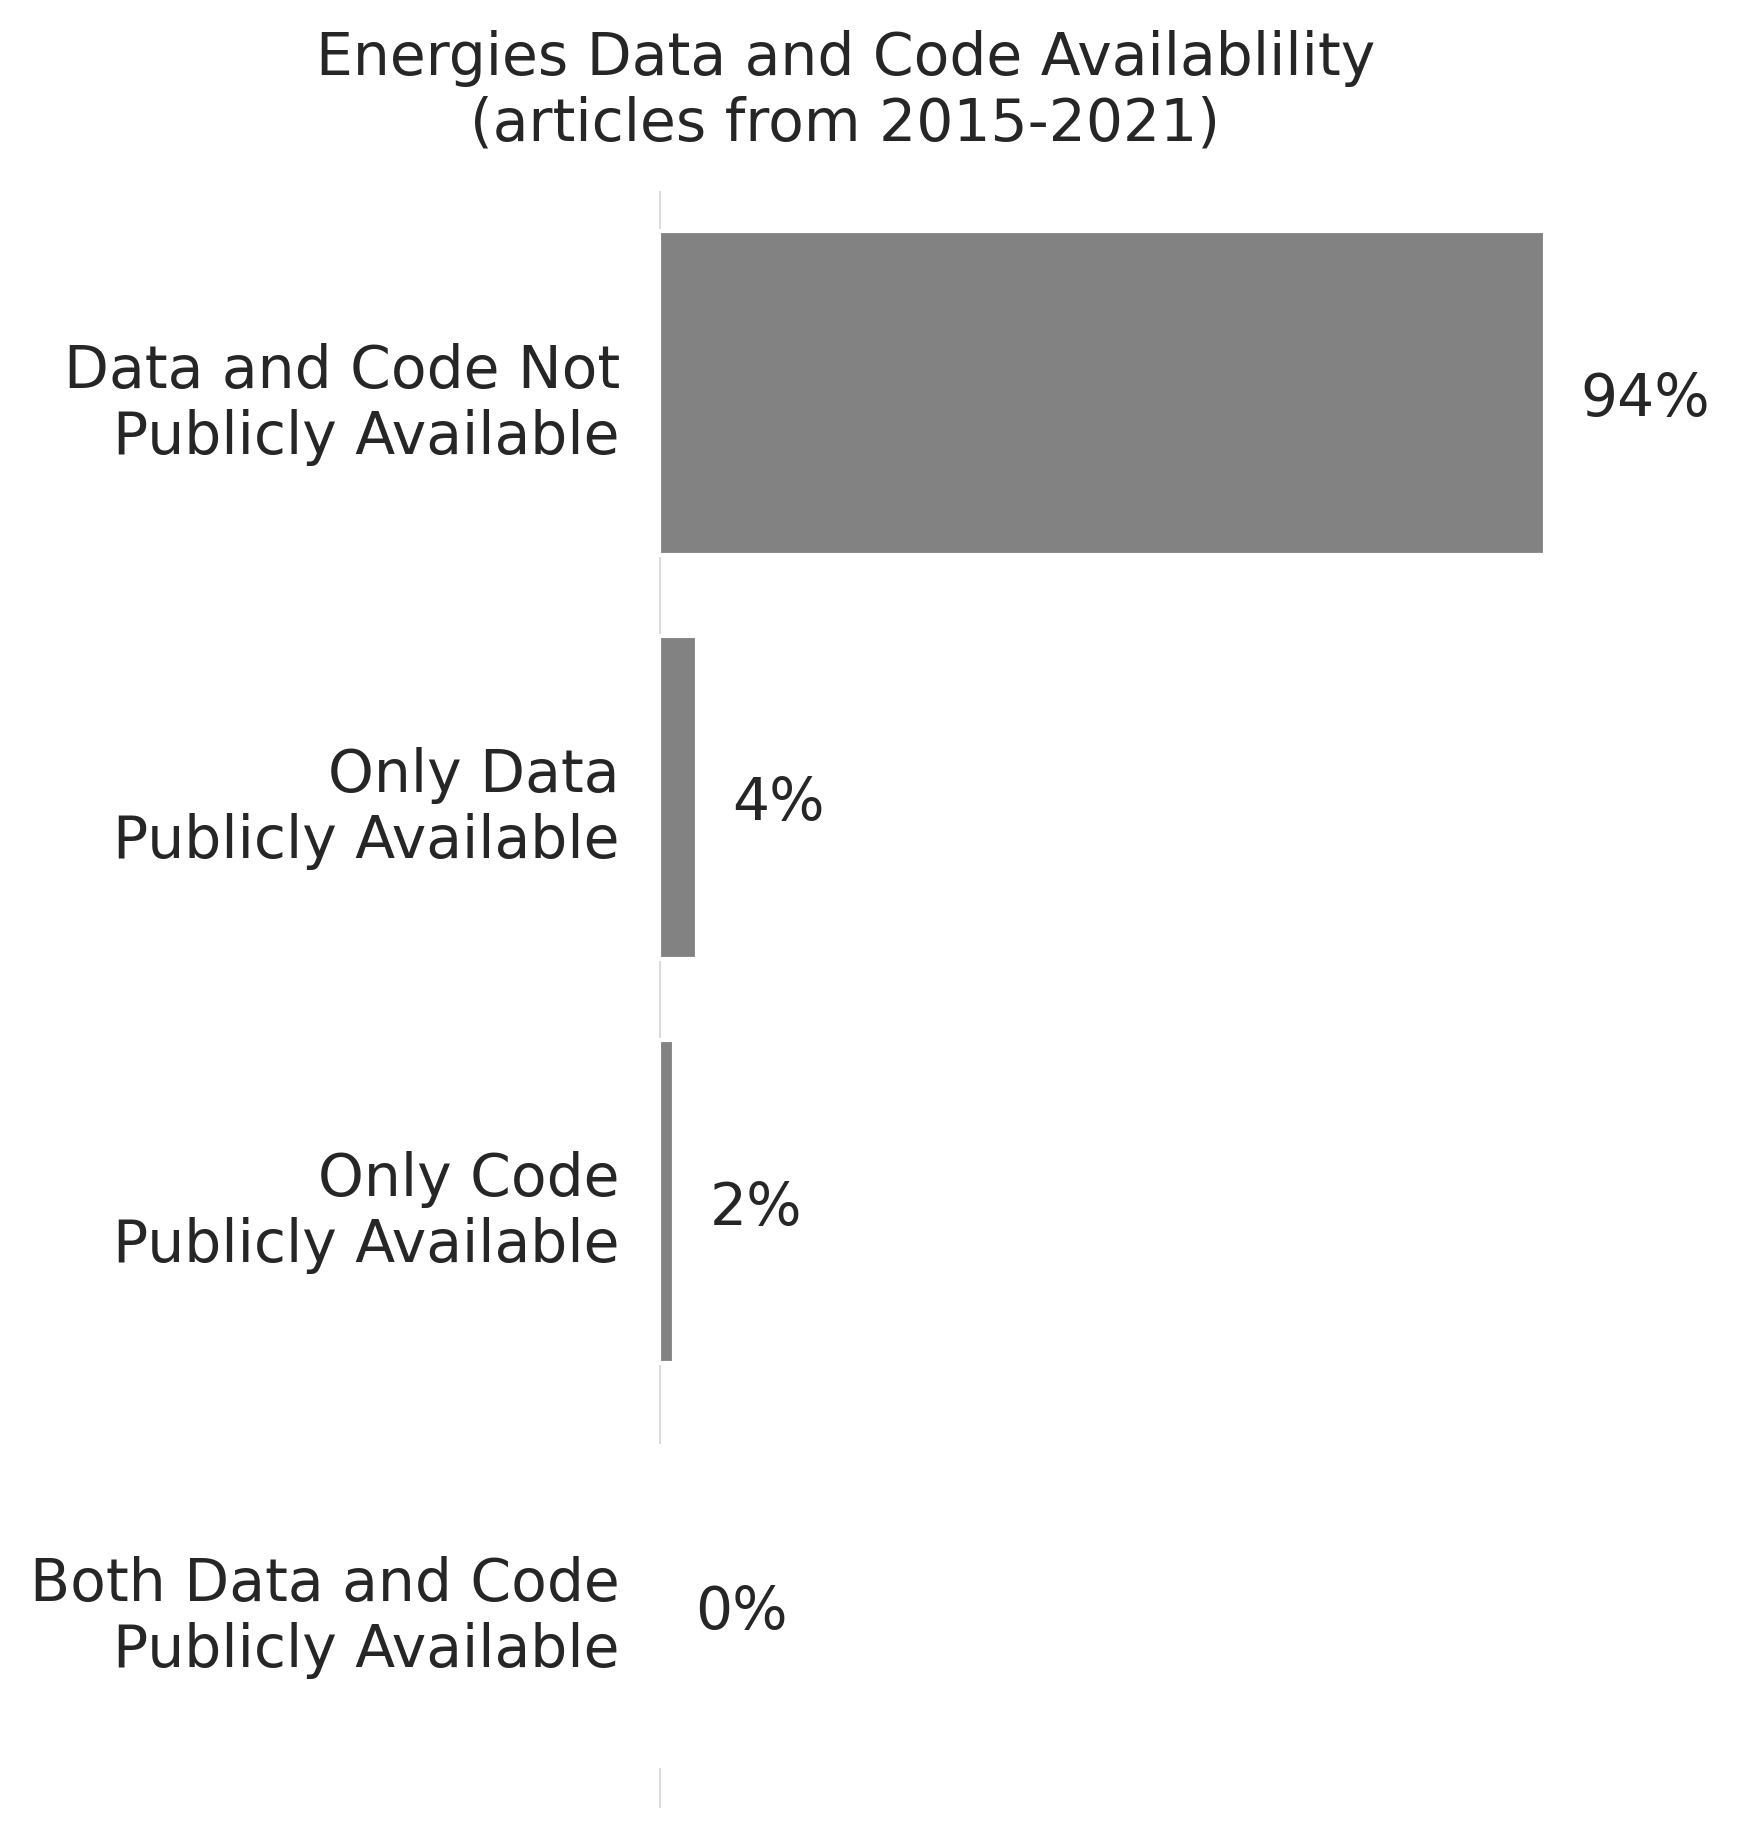 Energies Data and Code Availablility
(articles from 2015-2021)
Data and Code Not
Publicly Available
94%
Only Data
Publicly Available
4%
Only Code
Publicly Available
2%
Both Data and Code
Publicly Available
0%